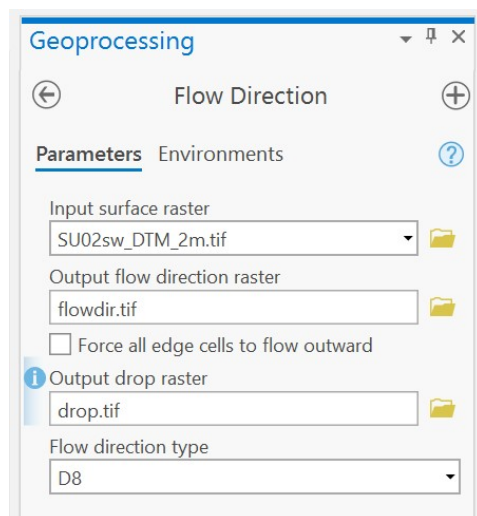 Geoprocessing
Flow Direction
Parameters Environments
Input surface raster
SU02sw_DTM_2m.tif
Output flow direction raster
flowdir.tif
Force all edge cells to flow outward
Output drop raster
drop.tif
Flow direction type
D8